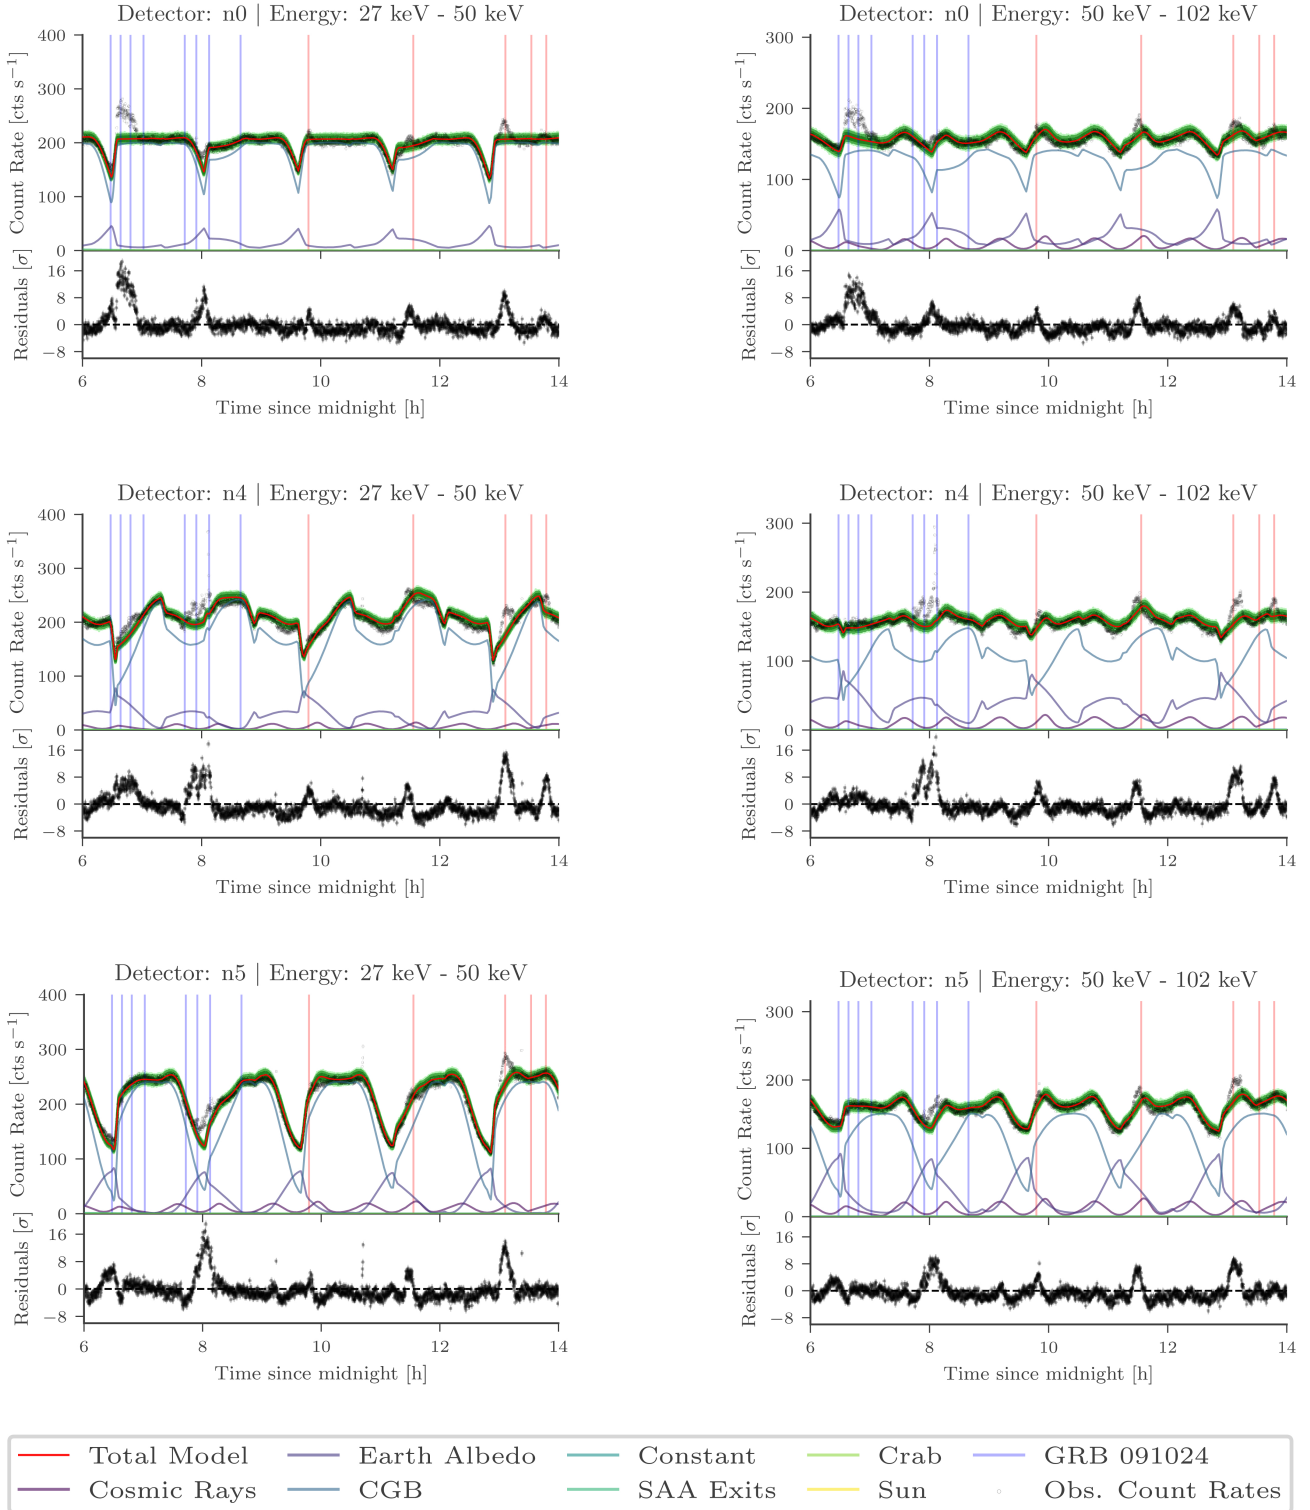 Detector: n0 | Energy: 27 keV - 50 keV
400
300
200
100
0
Count Rate [cts s⁻¹]
16
8
0
−8
Residuals [σ]
6 8 10 12 14
Time since midnight [h]
Detector: n0 | Energy: 50 keV - 102 keV
300
200
100
0
Count Rate [cts s⁻¹]
16
8
0
−8
Residuals [σ]
6 8 10 12 14
Time since midnight [h]
Detector: n4 | Energy: 27 keV - 50 keV
400
300
200
100
0
Count Rate [cts s⁻¹]
16
8
0
−8
Residuals [σ]
6 8 10 12 14
Time since midnight [h]
Detector: n4 | Energy: 50 keV - 102 keV
300
200
100
0
Count Rate [cts s⁻¹]
16
8
0
−8
Residuals [σ]
6 8 10 12 14
Time since midnight [h]
Detector: n5 | Energy: 27 keV - 50 keV
400
300
200
100
0
Count Rate [cts s⁻¹]
16
8
0
−8
Residuals [σ]
6 8 10 12 14
Time since midnight [h]
Detector: n5 | Energy: 50 keV - 102 keV
300
200
100
0
Count Rate [cts s⁻¹]
16
8
0
−8
Residuals [σ]
6 8 10 12 14
Time since midnight [h]
Total Model Earth Albedo Constant Crab GRB 091024
Cosmic Rays CGB SAA Exits Sun Obs. Count Rates